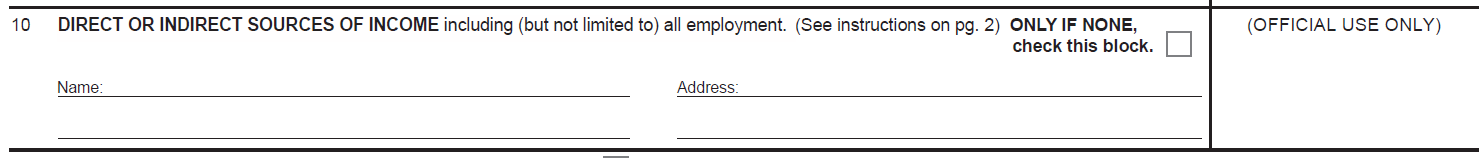 10 DIRECT OR INDIRECT SOURCES OF INCOME including (but not limited to) all employment. (See instructions on pg. 2) ONLY IF NONE,
check this block.
(OFFICIAL USE ONLY)
Name:
Address: